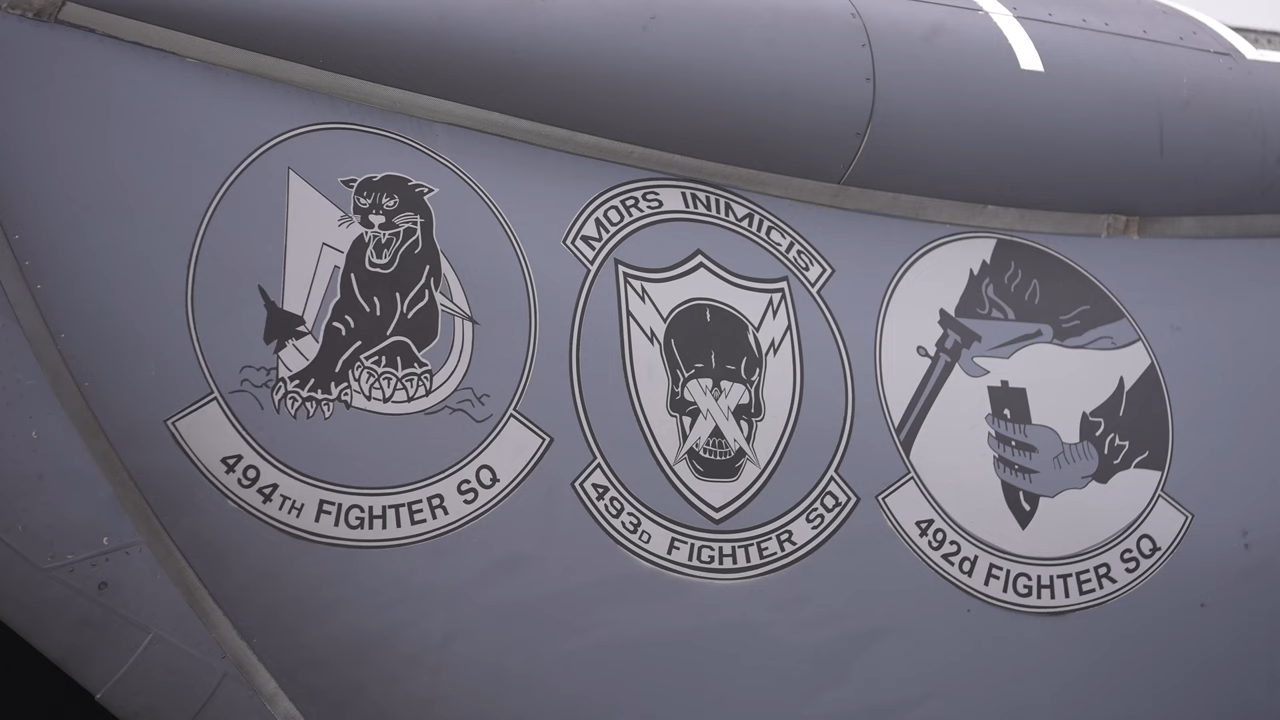 494TH FIGHTER SQ
MORS INIMICIS
493D FIGHTER SQ
492d FIGHTER SQ